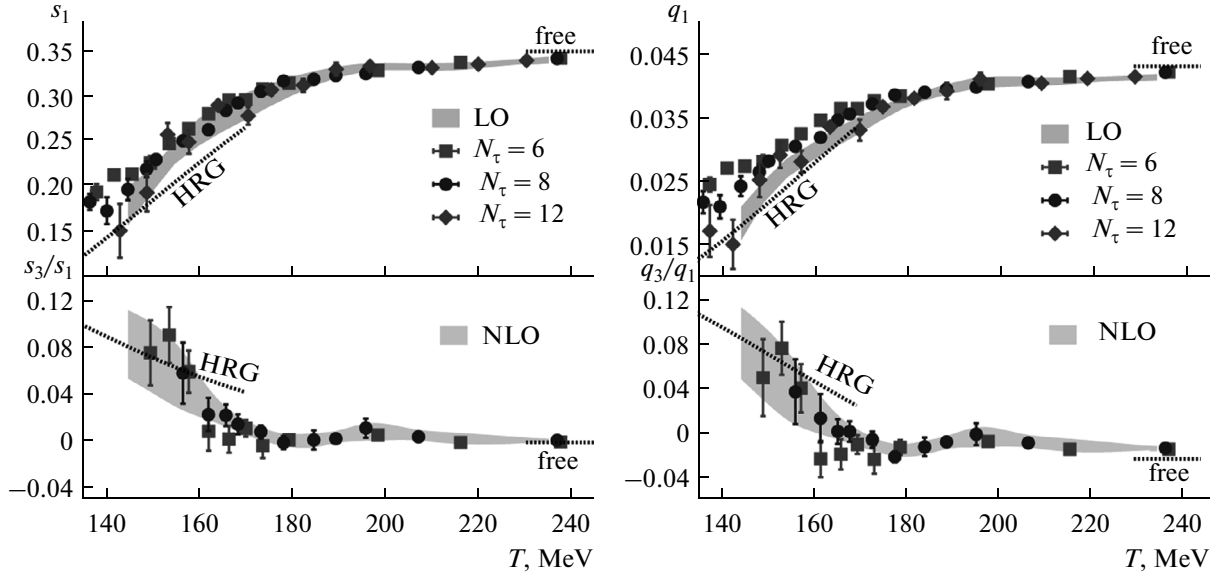 s₁
0.35
0.30
0.25
0.20
0.15
free
LO
Nτ = 6
Nτ = 8
Nτ = 12
HRG
s₃/s₁
0.12
0.08
0.04
0
−0.04
NLO
HRG
free
140 160 180 200 220 240
T, MeV
q₁
0.045
0.035
0.025
0.015
free
LO
Nτ = 6
Nτ = 8
Nτ = 12
HRG
q₃/q₁
0.12
0.08
0.04
0
−0.04
NLO
HRG
free
140 160 180 200 220 240
T, MeV